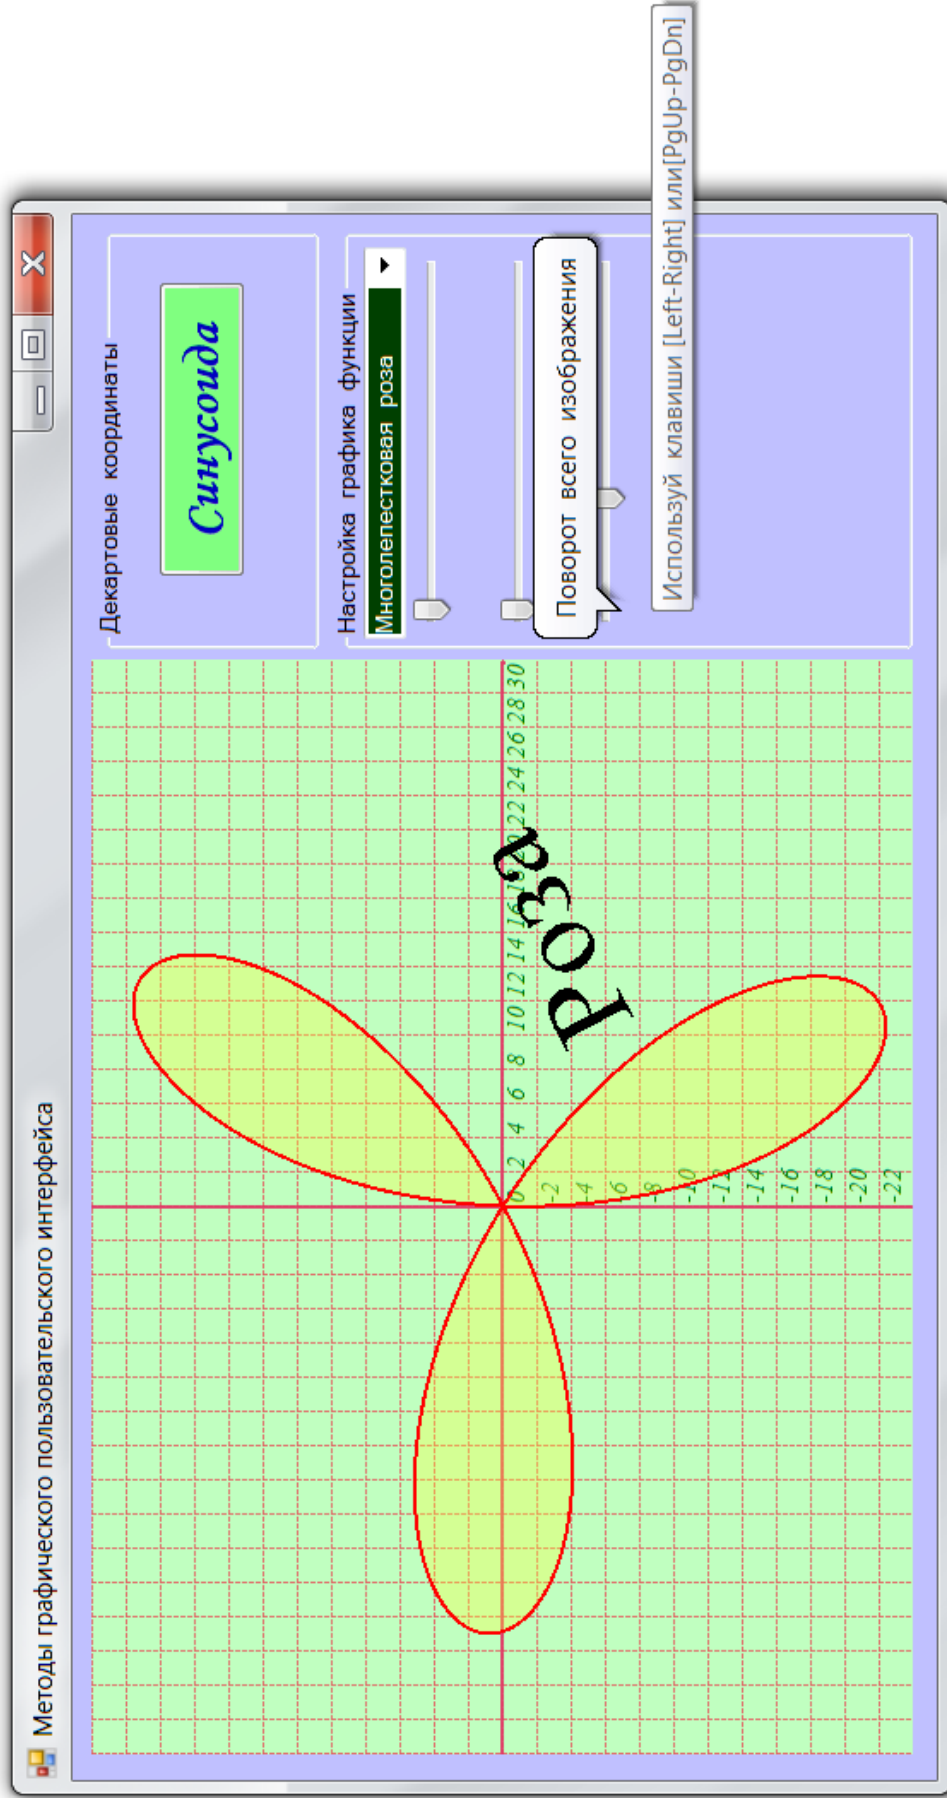 Методы графического пользовательского интерфейса
Декартовые координаты
Синусоида
Настройка графика функции
Многолепестковая роза
Поворот всего изображения
Используй клавиши [Left-Right] или[PgUp-PgDn]
Роза
0 2 4 6 8 10 12 14 16 18 20 22 24 26 28 30
-2
-4
-6
-8
-10
-12
-14
-16
-18
-20
-22